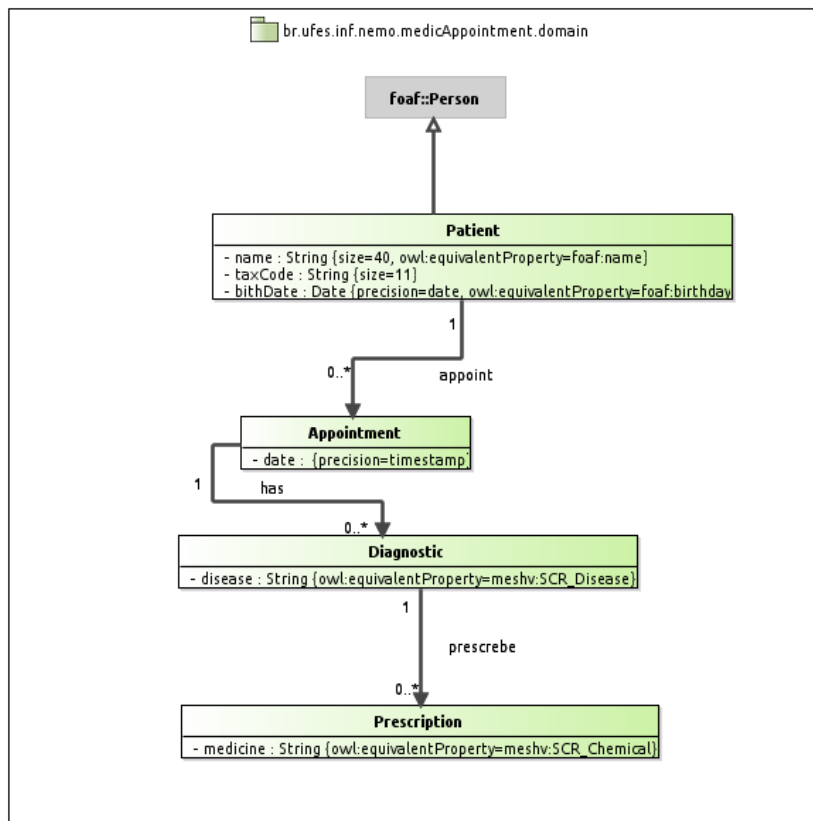 br.ufes.inf.nemo.medicAppointment.domain
foaf::Person
Patient
- name : String {size=40, owl:equivalentProperty=foaf:name}
- taxCode : String {size=11}
- bithDate : Date {precision=date, owl:equivalentProperty=foaf:birthday
1
0..*
appoint
Appointment
- date : {precision=timestamp}
1
has
0..*
Diagnostic
- disease : String {owl:equivalentProperty=meshv:SCR_Disease}
1
prescrebe
0..*
Prescription
- medicine : String {owl:equivalentProperty=meshv:SCR_Chemical}